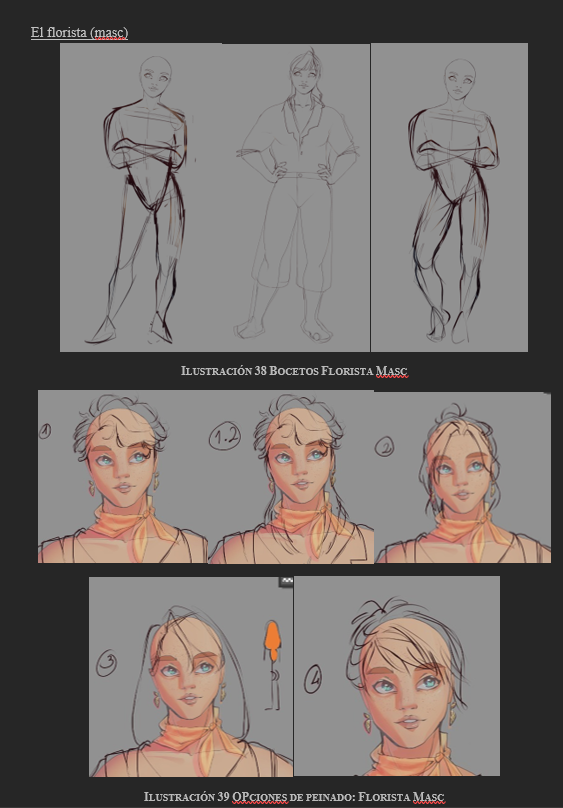 El florista (masc)
ILUSTRACIÓN 38 BOCETOS FLORISTA MASC
1
1.2
2
3
4
ILUSTRACIÓN 39 OPCIONES DE PEINADO: FLORISTA MASC